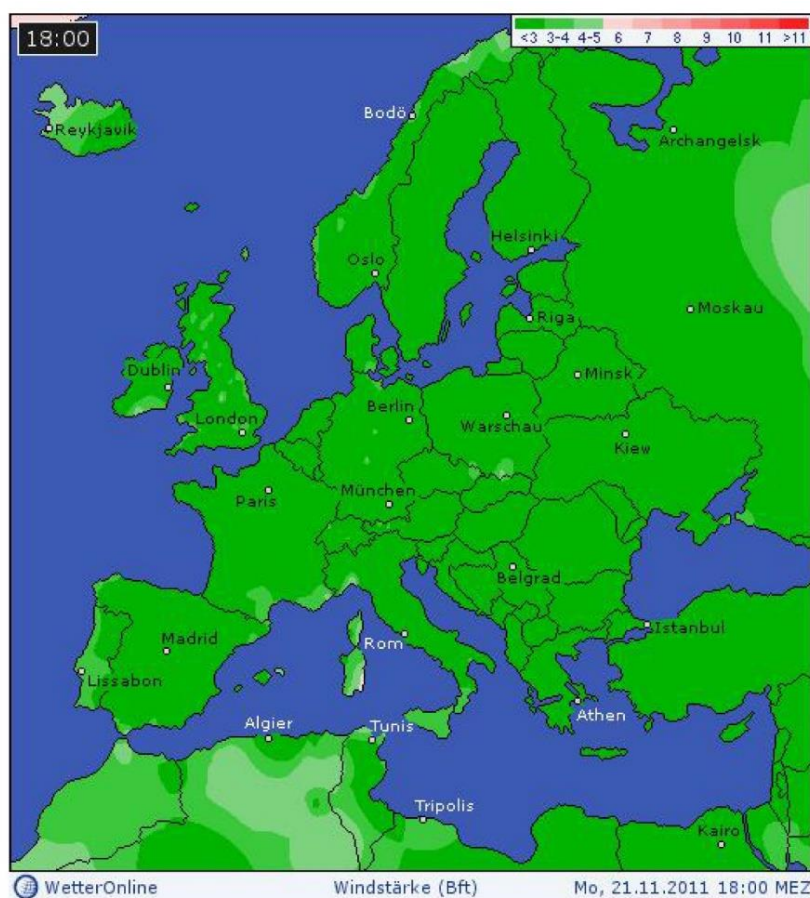 18:00
<3 3-4 4-5 6 7 8 9 10 11 >11
Reykjavik
Bodö
Archangelsk
Helsinki
Oslo
Moskau
Riga
Dublin
Minsk
London
Berlin
Warschau
Kiew
Paris
München
Belgrad
Madrid
Rom
Istanbul
Lissabon
Athen
Algier
Tunis
Tripolis
Kairo
WetterOnline Windstärke (Bft) Mo, 21.11.2011 18:00 MEZ